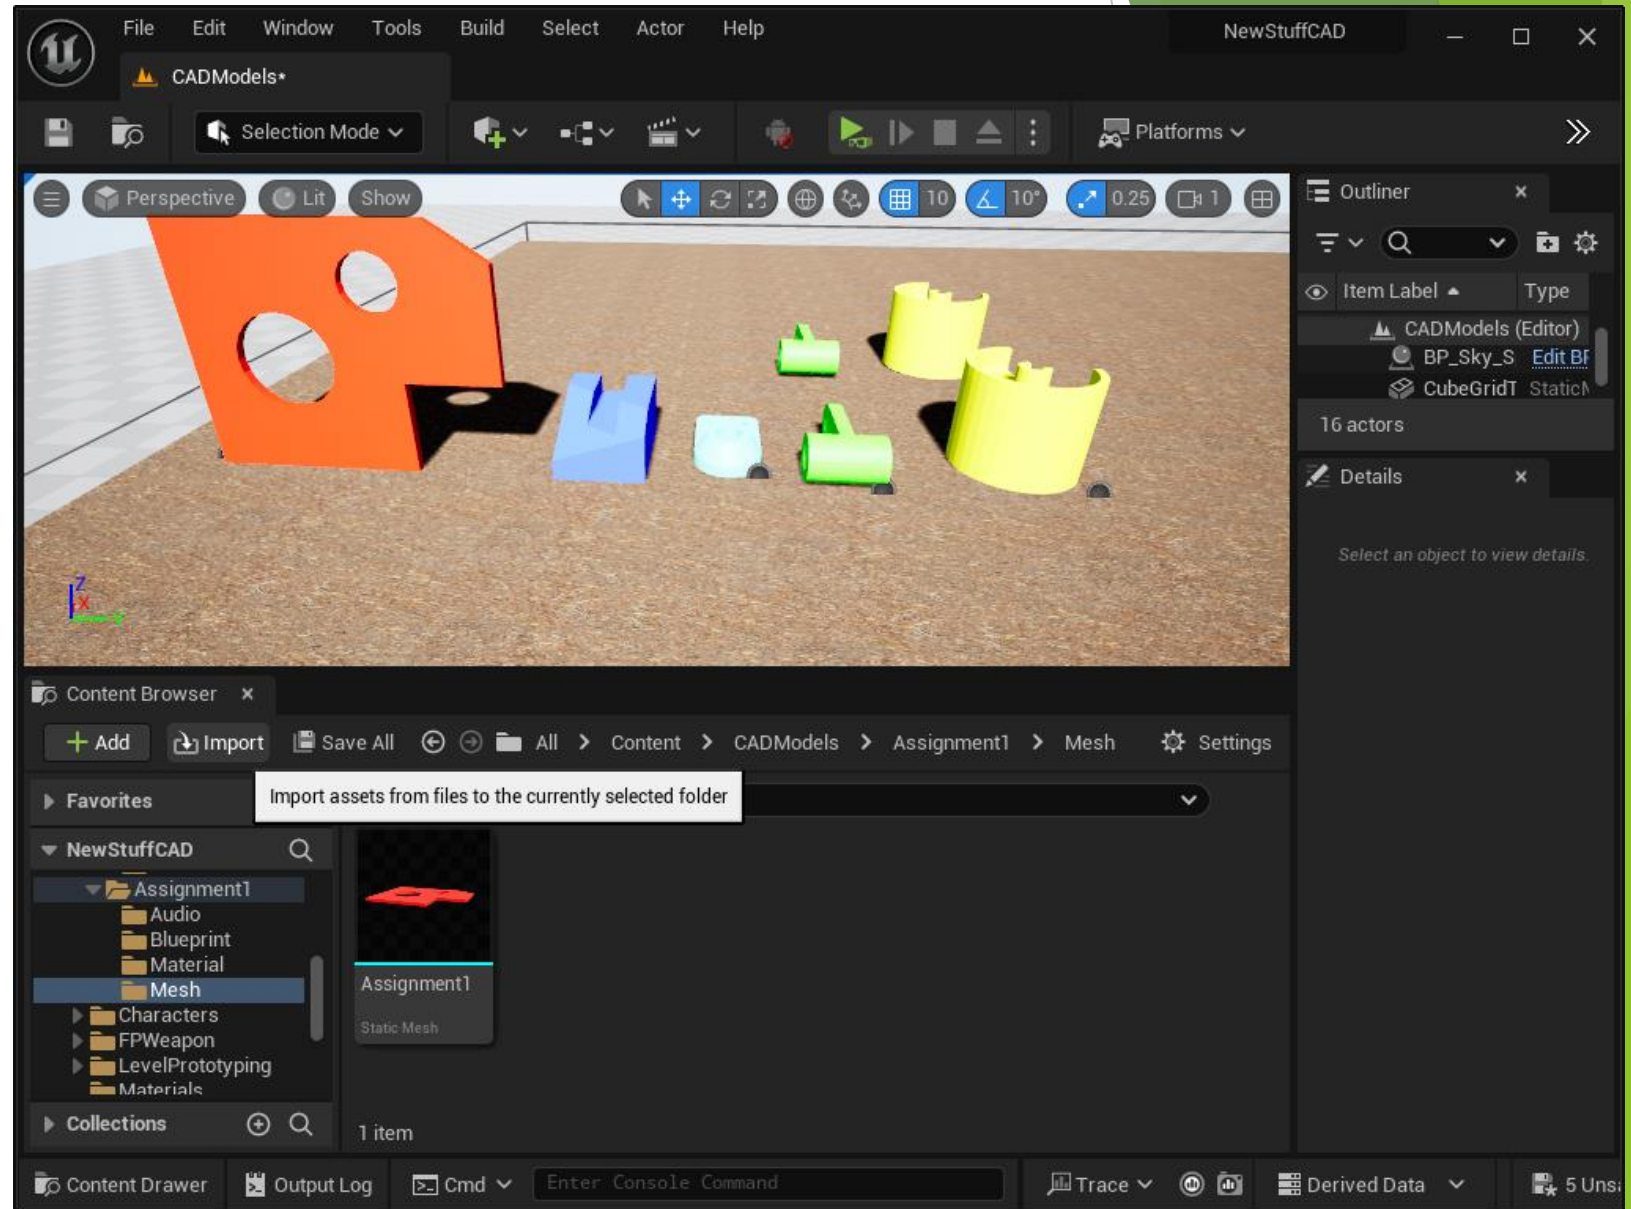 File Edit Window Tools Build Select Actor Help NewStuffCAD
CADModels*
Selection Mode Platforms
Perspective Lit Show 10 10° 0.25 1
Outliner
Item Label Type
CADModels (Editor)
BP_Sky_S Edit BP
CubeGridT
16 actors
Details
Select an object to view details.
Z
X
Y
Content Browser
Add Import Save All All Content CADModels Assignment1 Mesh Settings
Import assets from files to the currently selected folder
Favorites
NewStuffCAD
Assignment1
Audio
Blueprint
Material
Mesh
Characters
FPWeapon
LevelPrototyping
Materials
Collections
Assignment1
Static Mesh
1 item
Content Drawer Output Log Cmd Enter Console Command Trace Derived Data 5 Unsa